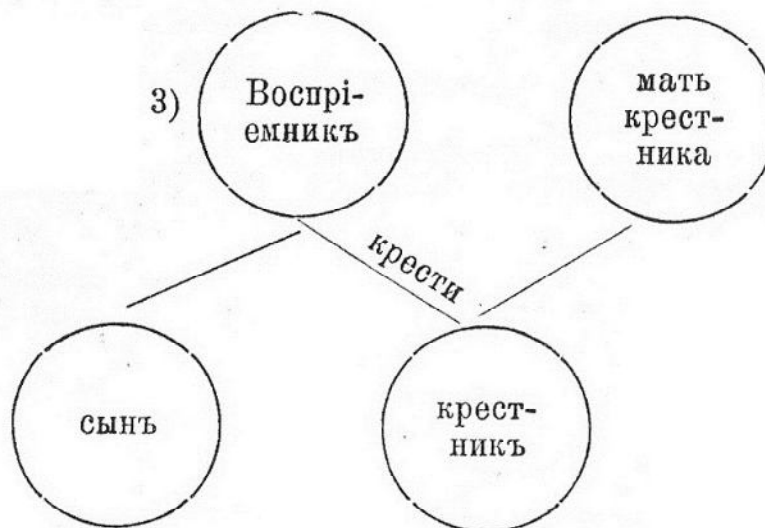 3)
Воспрі-
емникъ
мать
крест-
ника
крести
сынъ
крест-
никъ